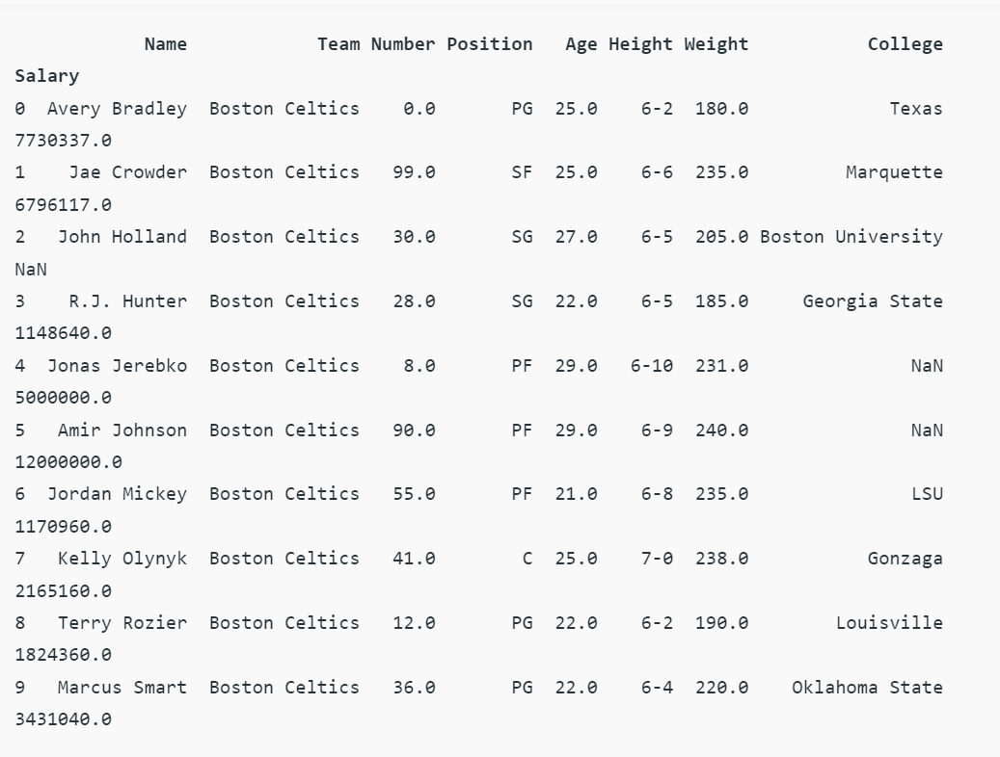 Name Team Number Position Age Height Weight College
Salary
0 Avery Bradley Boston Celtics 0.0 PG 25.0 6-2 180.0 Texas
7730337.0
1 Jae Crowder Boston Celtics 99.0 SF 25.0 6-6 235.0 Marquette
6796117.0
2 John Holland Boston Celtics 30.0 SG 27.0 6-5 205.0 Boston University
NaN
3 R.J. Hunter Boston Celtics 28.0 SG 22.0 6-5 185.0 Georgia State
1148640.0
4 Jonas Jerebko Boston Celtics 8.0 PF 29.0 6-10 231.0 NaN
5000000.0
5 Amir Johnson Boston Celtics 90.0 PF 29.0 6-9 240.0 NaN
12000000.0
6 Jordan Mickey Boston Celtics 55.0 PF 21.0 6-8 235.0 LSU
1170960.0
7 Kelly Olynyk Boston Celtics 41.0 C 25.0 7-0 238.0 Gonzaga
2165160.0
8 Terry Rozier Boston Celtics 12.0 PG 22.0 6-2 190.0 Louisville
1824360.0
9 Marcus Smart Boston Celtics 36.0 PG 22.0 6-4 220.0 Oklahoma State
3431040.0